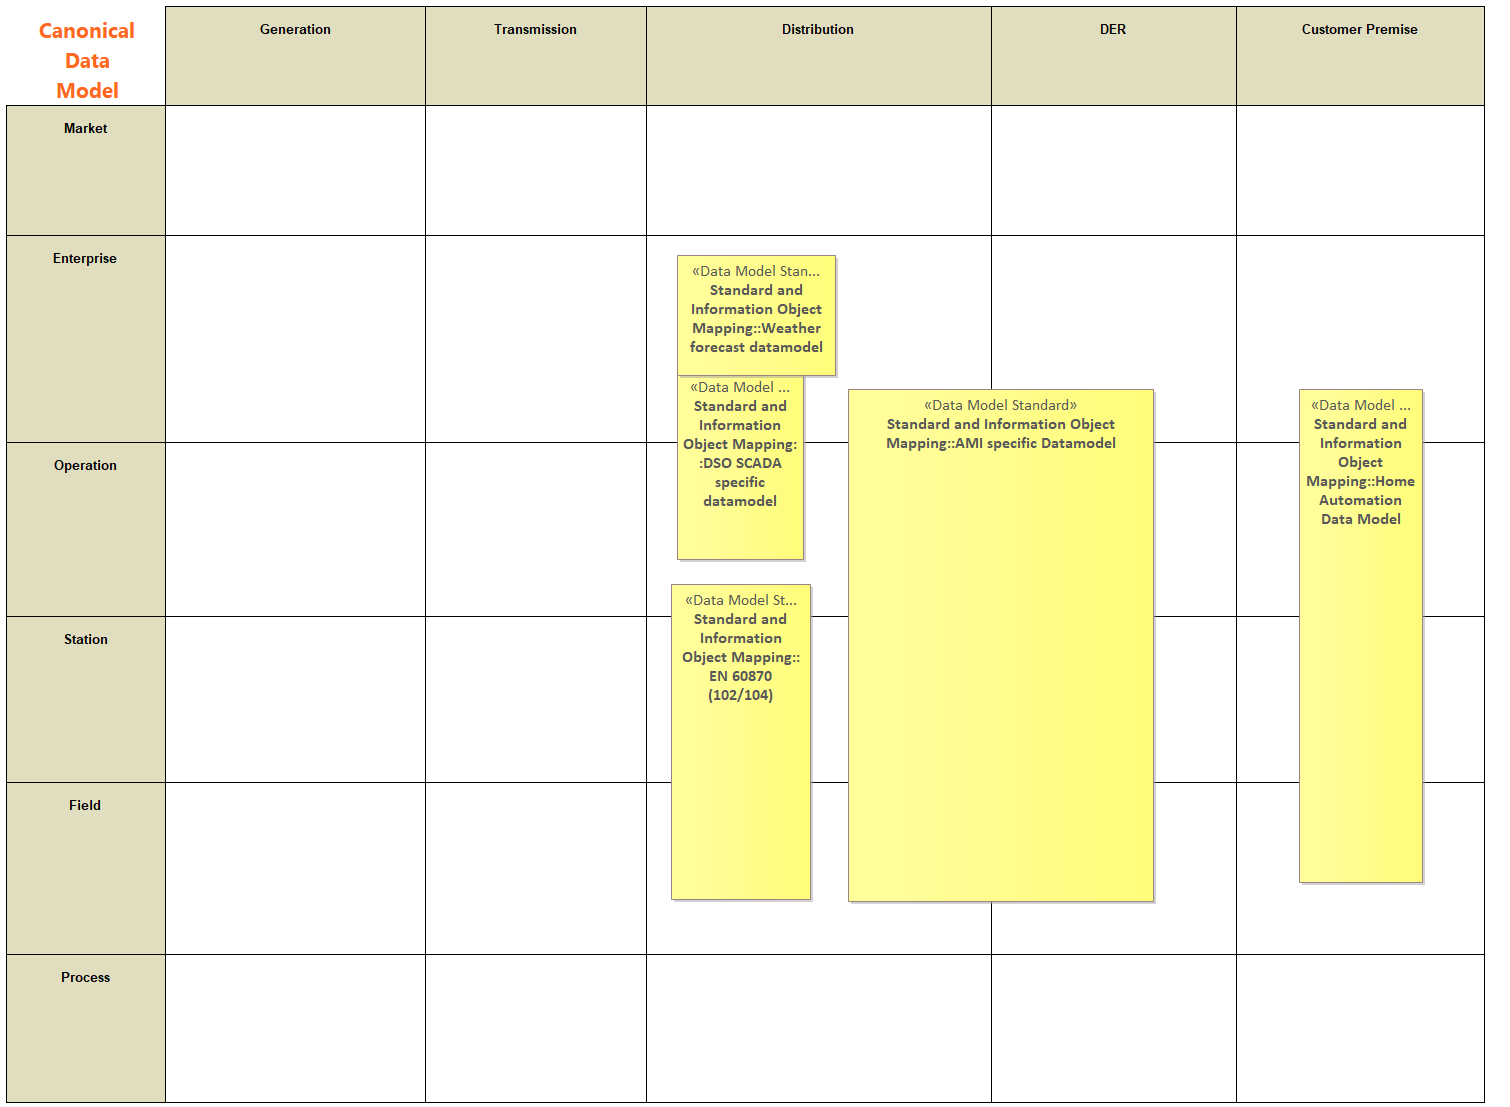 Canonical
Data
Model
Generation
Transmission
Distribution
DER
Customer Premise
Market
Enterprise
«Data Model Stan...
Standard and
Information Object
Mapping::Weather
forecast datamodel
«Data Model ...
Standard and
Information
Object Mapping:
:DSO SCADA
specific
datamodel
«Data Model Standard»
Standard and Information Object
Mapping::AMI specific Datamodel
«Data Model ...
Standard and
Information
Object
Mapping::Home
Automation
Data Model
Operation
«Data Model St...
Standard and
Information
Object Mapping::
EN 60870
(102/104)
Station
Field
Process